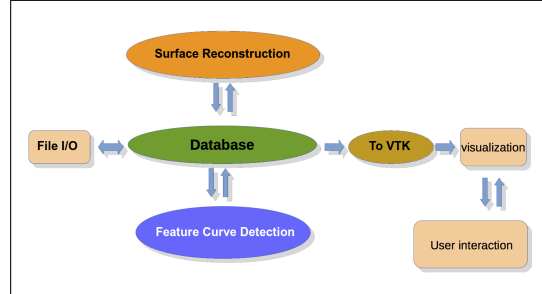 Surface Reconstruction
File I/O
Database
To VTK
visualization
Feature Curve Detection
User interaction